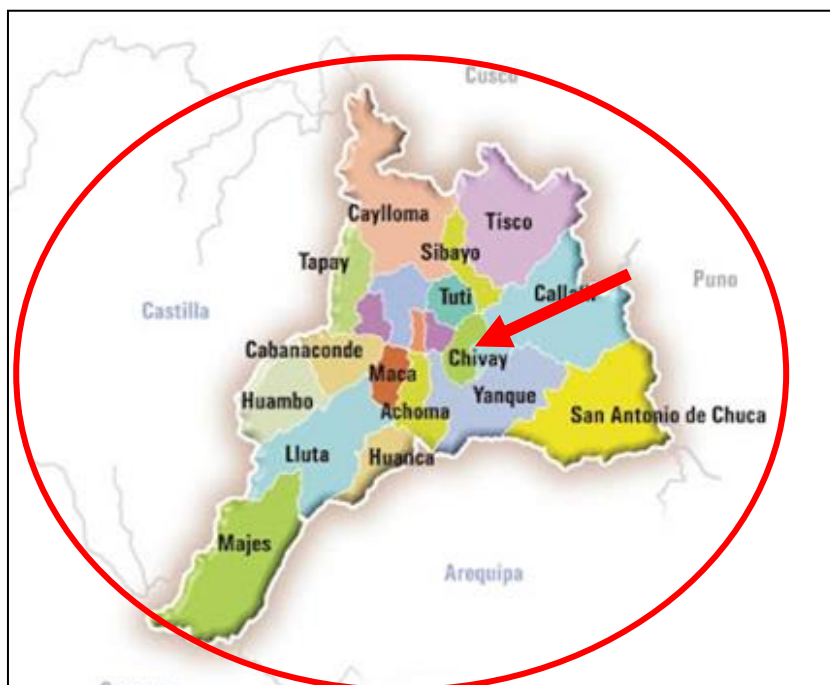 Cusco
Caylloma
Tisco
Sibayo
Tapay
Puno
Tuti
Castilla
Cabanaconde
Chivay
Maca
Yanque
Huambo
Achoma
San Antonio de Chuca
Lluta
Huanca
Majes
Arequipa